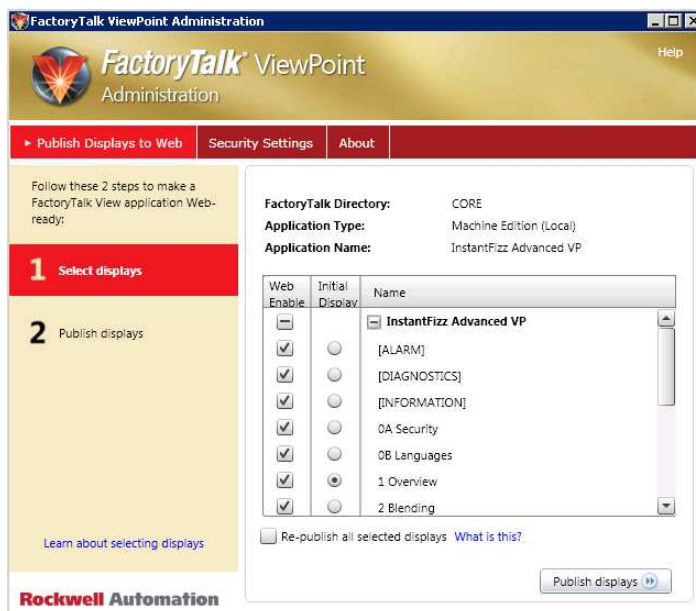 FactoryTalk ViewPoint Administration
FactoryTalk® ViewPoint
Administration
Help
Publish Displays to Web
Security Settings
About
Follow these 2 steps to make a
FactoryTalk View application Web-
ready:
1 Select displays
2 Publish displays
Learn about selecting displays
Rockwell Automation
FactoryTalk Directory: CORE
Application Type: Machine Edition (Local)
Application Name: InstantFizz Advanced VP
Web Enable Initial Display Name
InstantFizz Advanced VP
[ALARM]
[DIAGNOSTICS]
[INFORMATION]
0A Security
0B Languages
1 Overview
2 Blending
Re-publish all selected displays What is this?
Publish displays